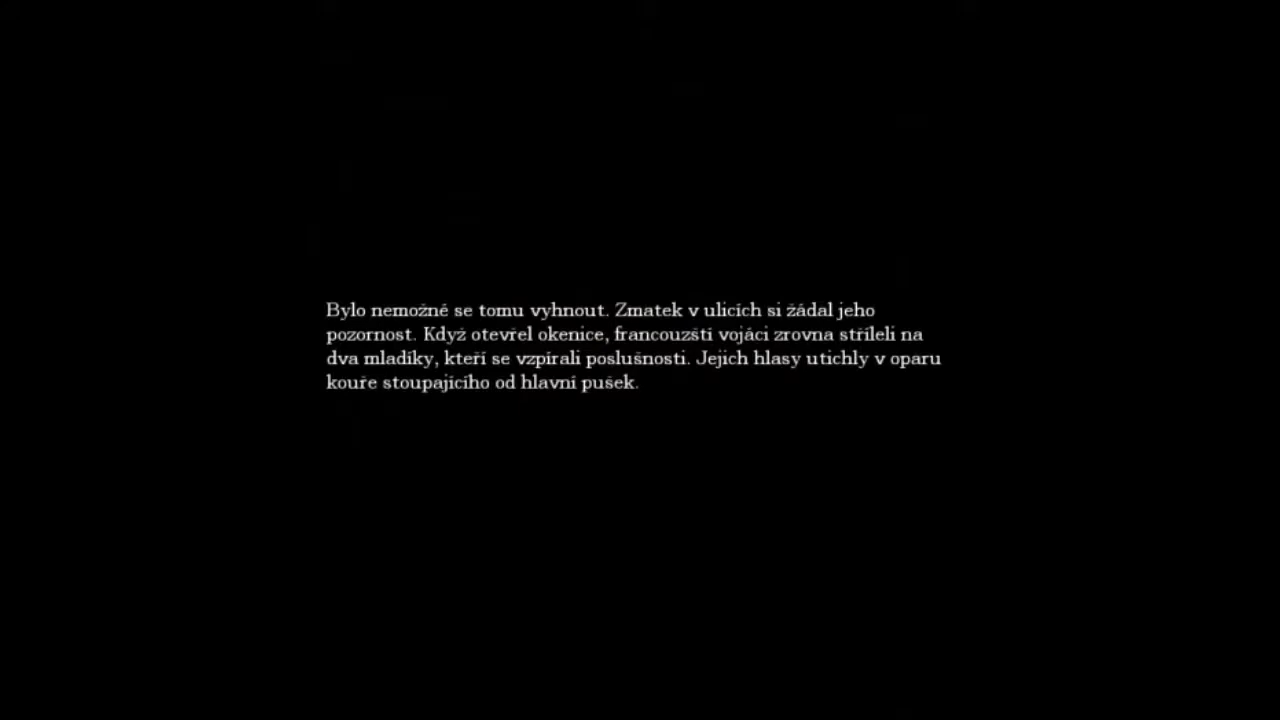 Bylo nemožné se tomu vyhnout. Zmatek v ulicích si žádal jeho
pozornost. Když otevřel okenice, francouzští vojáci zrovna stříleli na
dva mladíky, kteří se vzpírali poslušnosti. Jejich hlasy utichly v oparu
kouře stoupajícího od hlavní pušek.